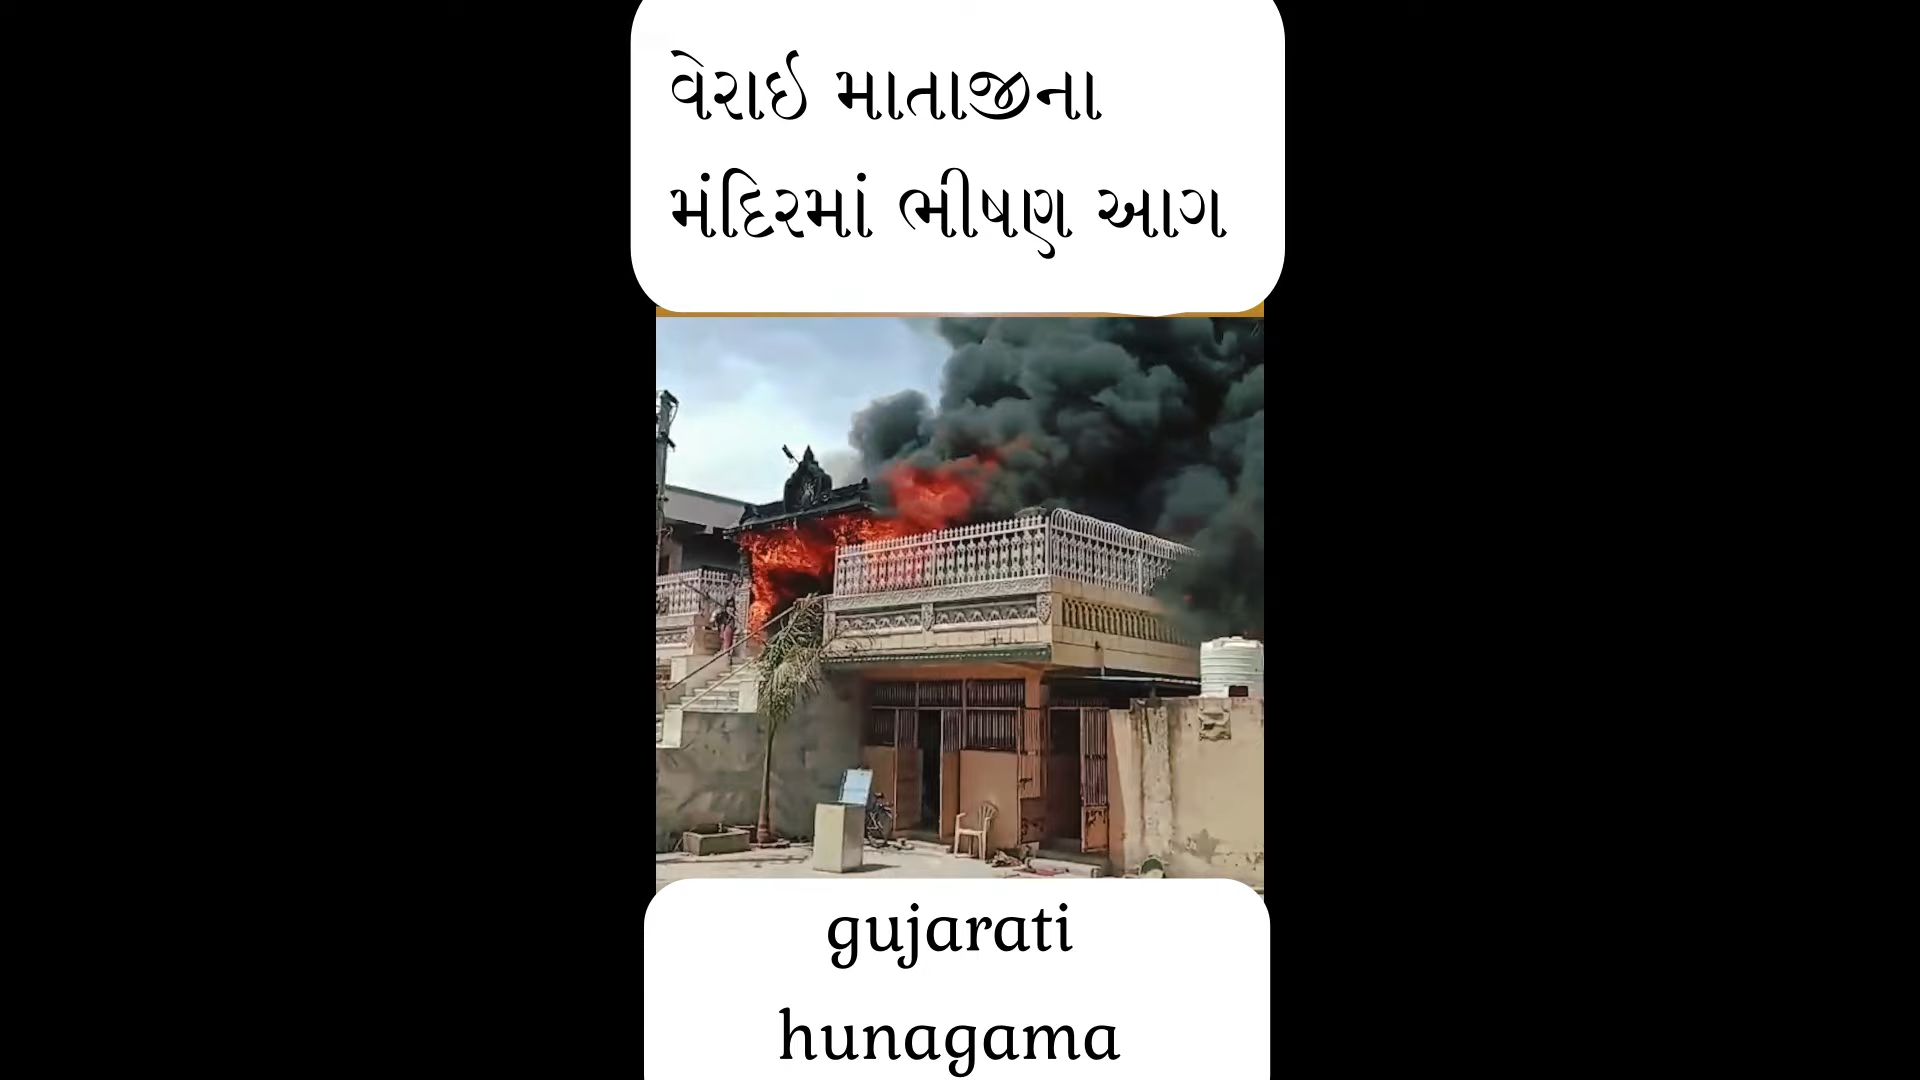 વેરાઈ માતાજીના
મંદિરમાં ભીષણ આગ
gujarati
hunagama